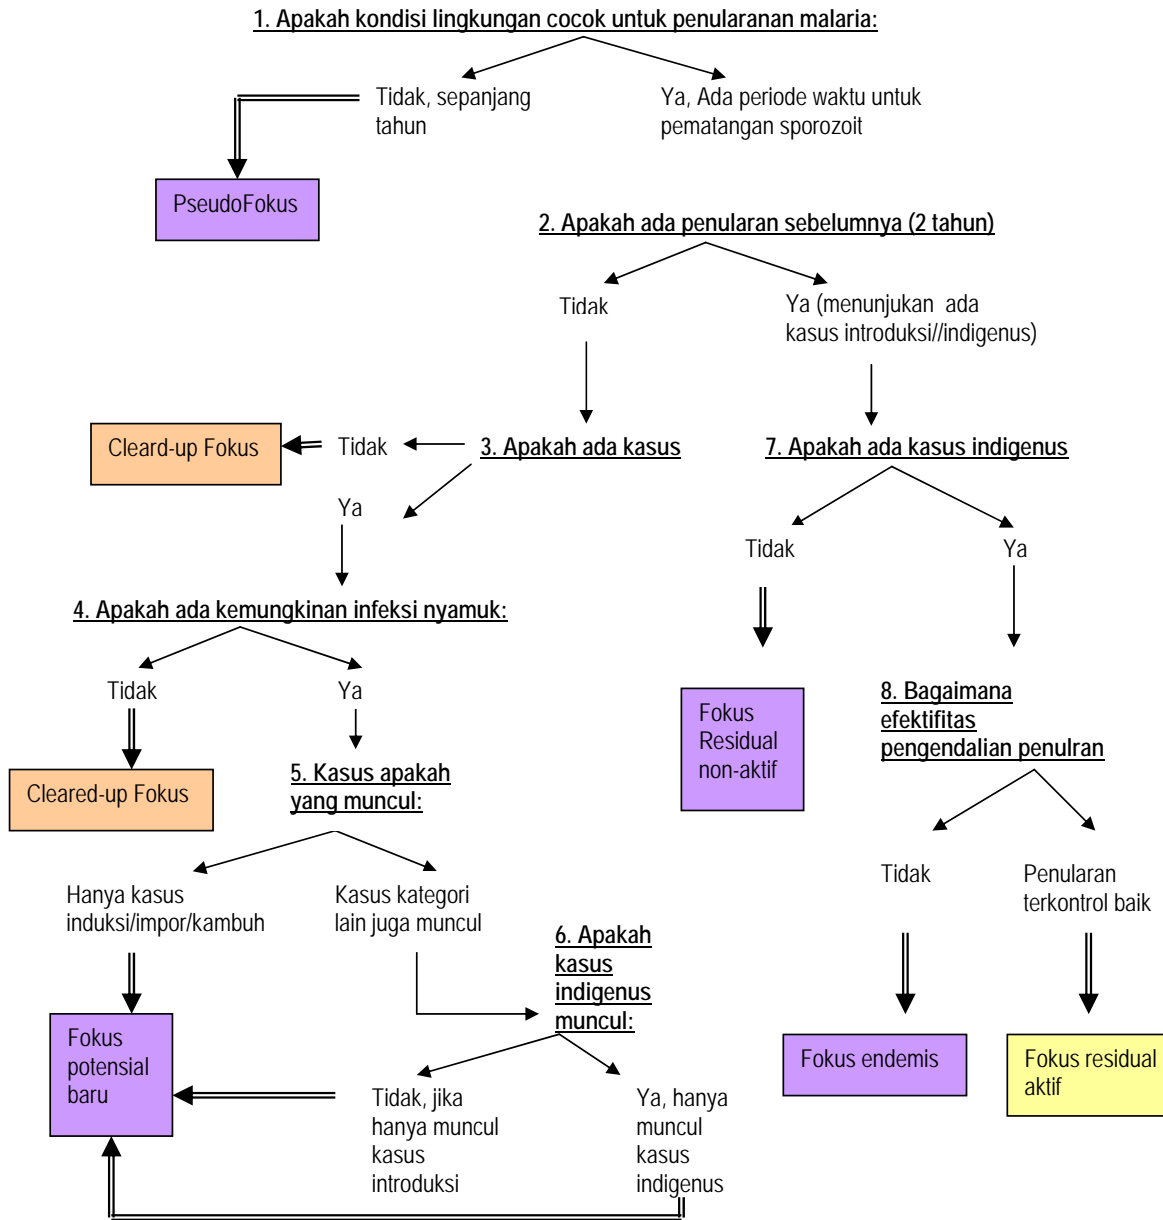 1. Apakah kondisi lingkungan cocok untuk penularanan malaria:
Tidak, sepanjang
tahun
Ya, Ada periode waktu untuk
pematangan sporozoit
PseudoFokus
2. Apakah ada penularan sebelumnya (2 tahun)
Tidak
Ya (menunjukan ada
kasus introduksi//indigenus)
Cleard-up Fokus
Tidak
3. Apakah ada kasus
7. Apakah ada kasus indigenus
Ya
Tidak
Ya
4. Apakah ada kemungkinan infeksi nyamuk:
Tidak
Ya
Fokus
Residual
non-aktif
8. Bagaimana
efektifitas
pengendalian penulran
Cleared-up Fokus
5. Kasus apakah
yang muncul:
Hanya kasus
induksi/impor/kambuh
Kasus kategori
lain juga muncul
Tidak
Penularan
terkontrol baik
6. Apakah
kasus
indigenus
muncul:
Fokus
potensial
baru
Fokus endemis
Fokus residual
aktif
Tidak, jika
hanya muncul
kasus
introduksi
Ya, hanya
muncul
kasus
indigenus